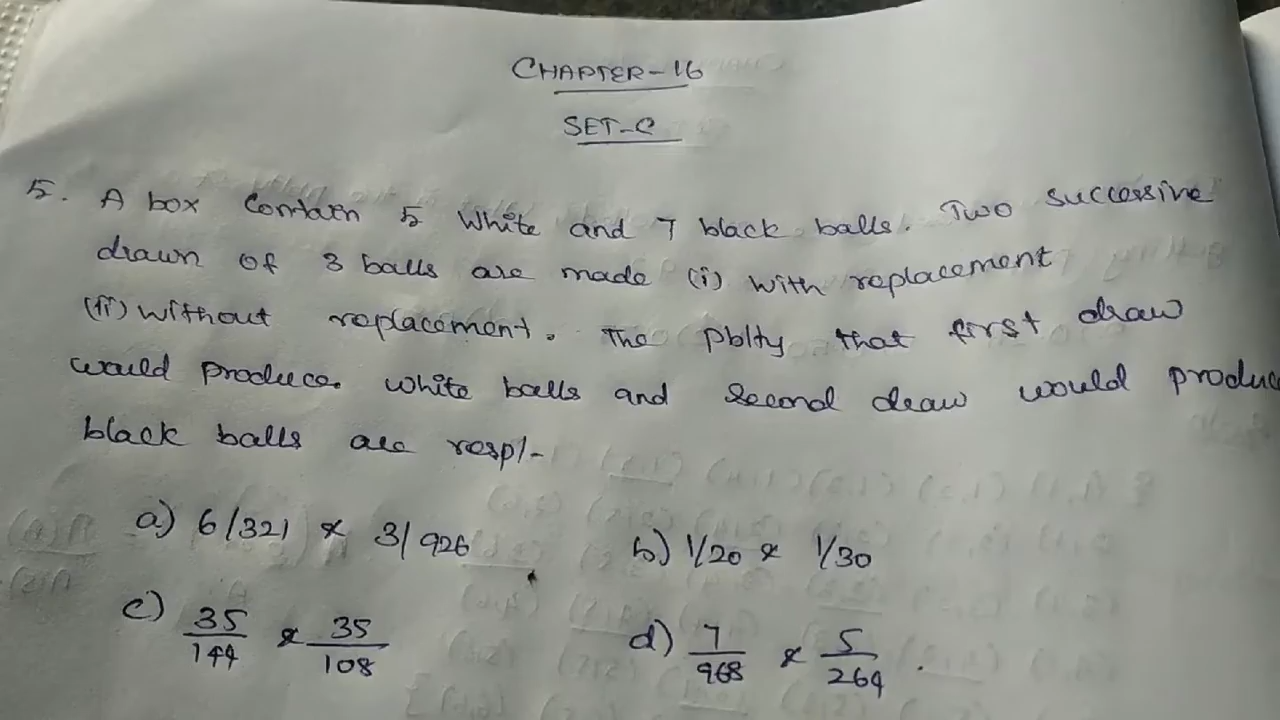 CHAPTER-16
SET-C
5. A box Contain 5 White and 7 black balls. Two successive
drawn of 3 balls are made (i) with replacement
(ii) without replacement. The pblty that first draw
would produce white balls and second draw would produce
black balls are resp/-
a) 6/321 & 3/926 b) 1/20 & 1/30
c) 35/144 & 35/108 d) 7/968 & 5/264.